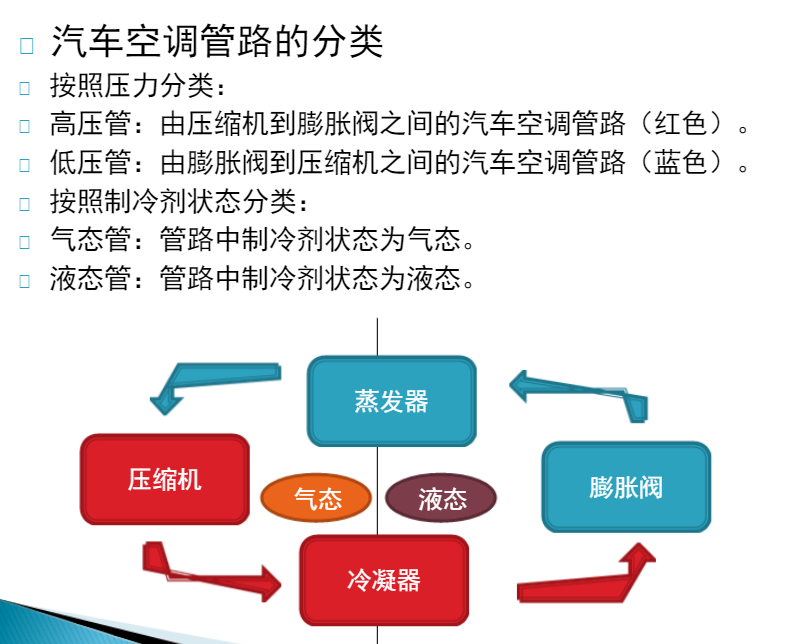 汽车空调管路的分类
按照压力分类：
高压管：由压缩机到膨胀阀之间的汽车空调管路（红色）。
低压管：由膨胀阀到压缩机之间的汽车空调管路（蓝色）。
按照制冷剂状态分类：
气态管：管路中制冷剂状态为气态。
液态管：管路中制冷剂状态为液态。
蒸发器
压缩机
膨胀阀
气态
液态
冷凝器